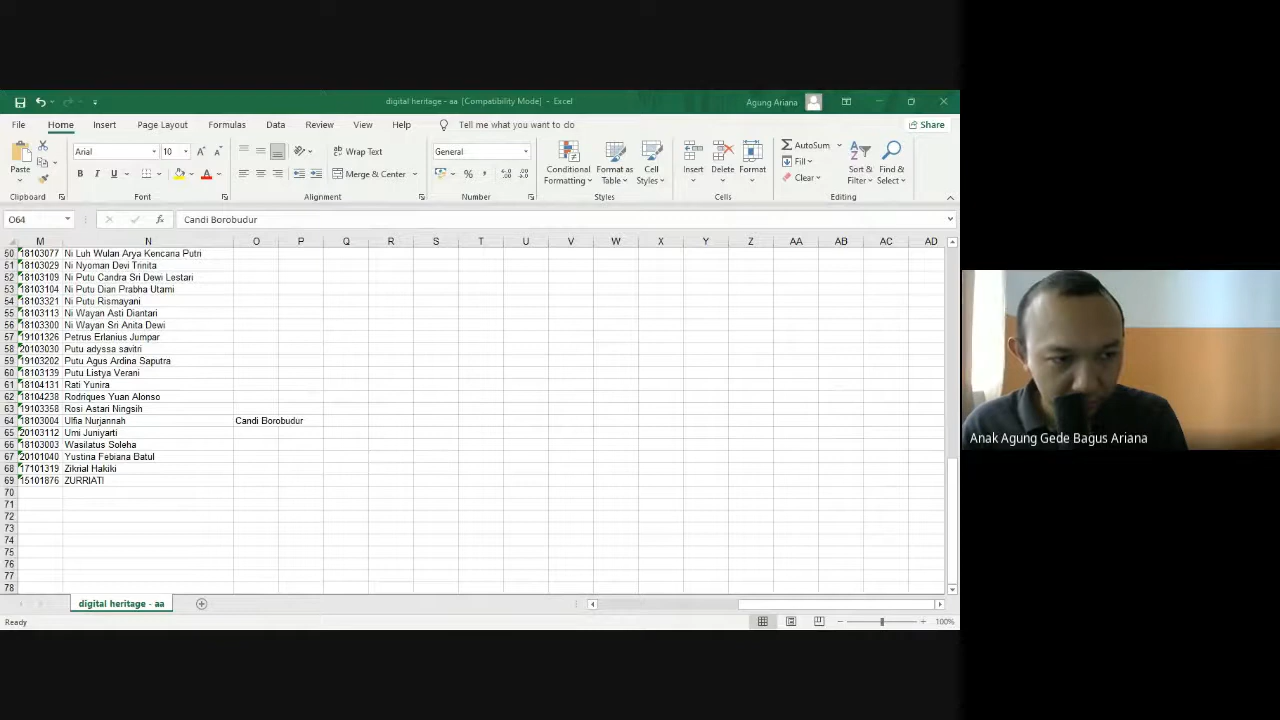 digital heritage - aa [Compatibility Mode] - Excel
Agung Ariana
File Home Insert Page Layout Formulas Data Review View Help Tell me what you want to do Share
Arial 10 Wrap Text General AutoSum
Paste B I U Merge & Center % Conditional Formatting Format as Table Cell Styles Insert Delete Format Fill Clear Sort & Filter Find & Select
Clipboard Font Alignment Number Styles Cells Editing
O64 fx Candi Borobudur
M N O P Q R S T U V W X Y Z AA AB AC AD
50 18103077 Ni Luh Wulan Arya Kencana Putri
51 18103029 Ni Nyoman Devi Trinita
52 18103109 Ni Putu Candra Sri Dewi Lestari
53 18103104 Ni Putu Dian Prabha Utami
54 18103321 Ni Putu Rismayani
55 18103113 Ni Wayan Asti Diantari
56 18103300 Ni Wayan Sri Anita Dewi
57 19101326 Petrus Erlanius Jumpar
58 20103030 Putu adyssa savitri
59 19103202 Putu Agus Ardina Saputra
60 18103139 Putu Listya Verani
61 18104131 Rati Yunira
62 18104238 Rodriques Yuan Alonso
63 19103358 Rosi Astari Ningsih
64 18103004 Ulfia Nurjannah Candi Borobudur
65 20103112 Umi Juniyarti
66 18103003 Wasilatus Soleha
67 20101040 Yustina Febiana Batul
68 17101319 Zikrial Hakiki
69 15101876 ZURRIATI
70
71
72
73
74
75
76
77
78
digital heritage - aa
Ready 100%
Anak Agung Gede Bagus Ariana